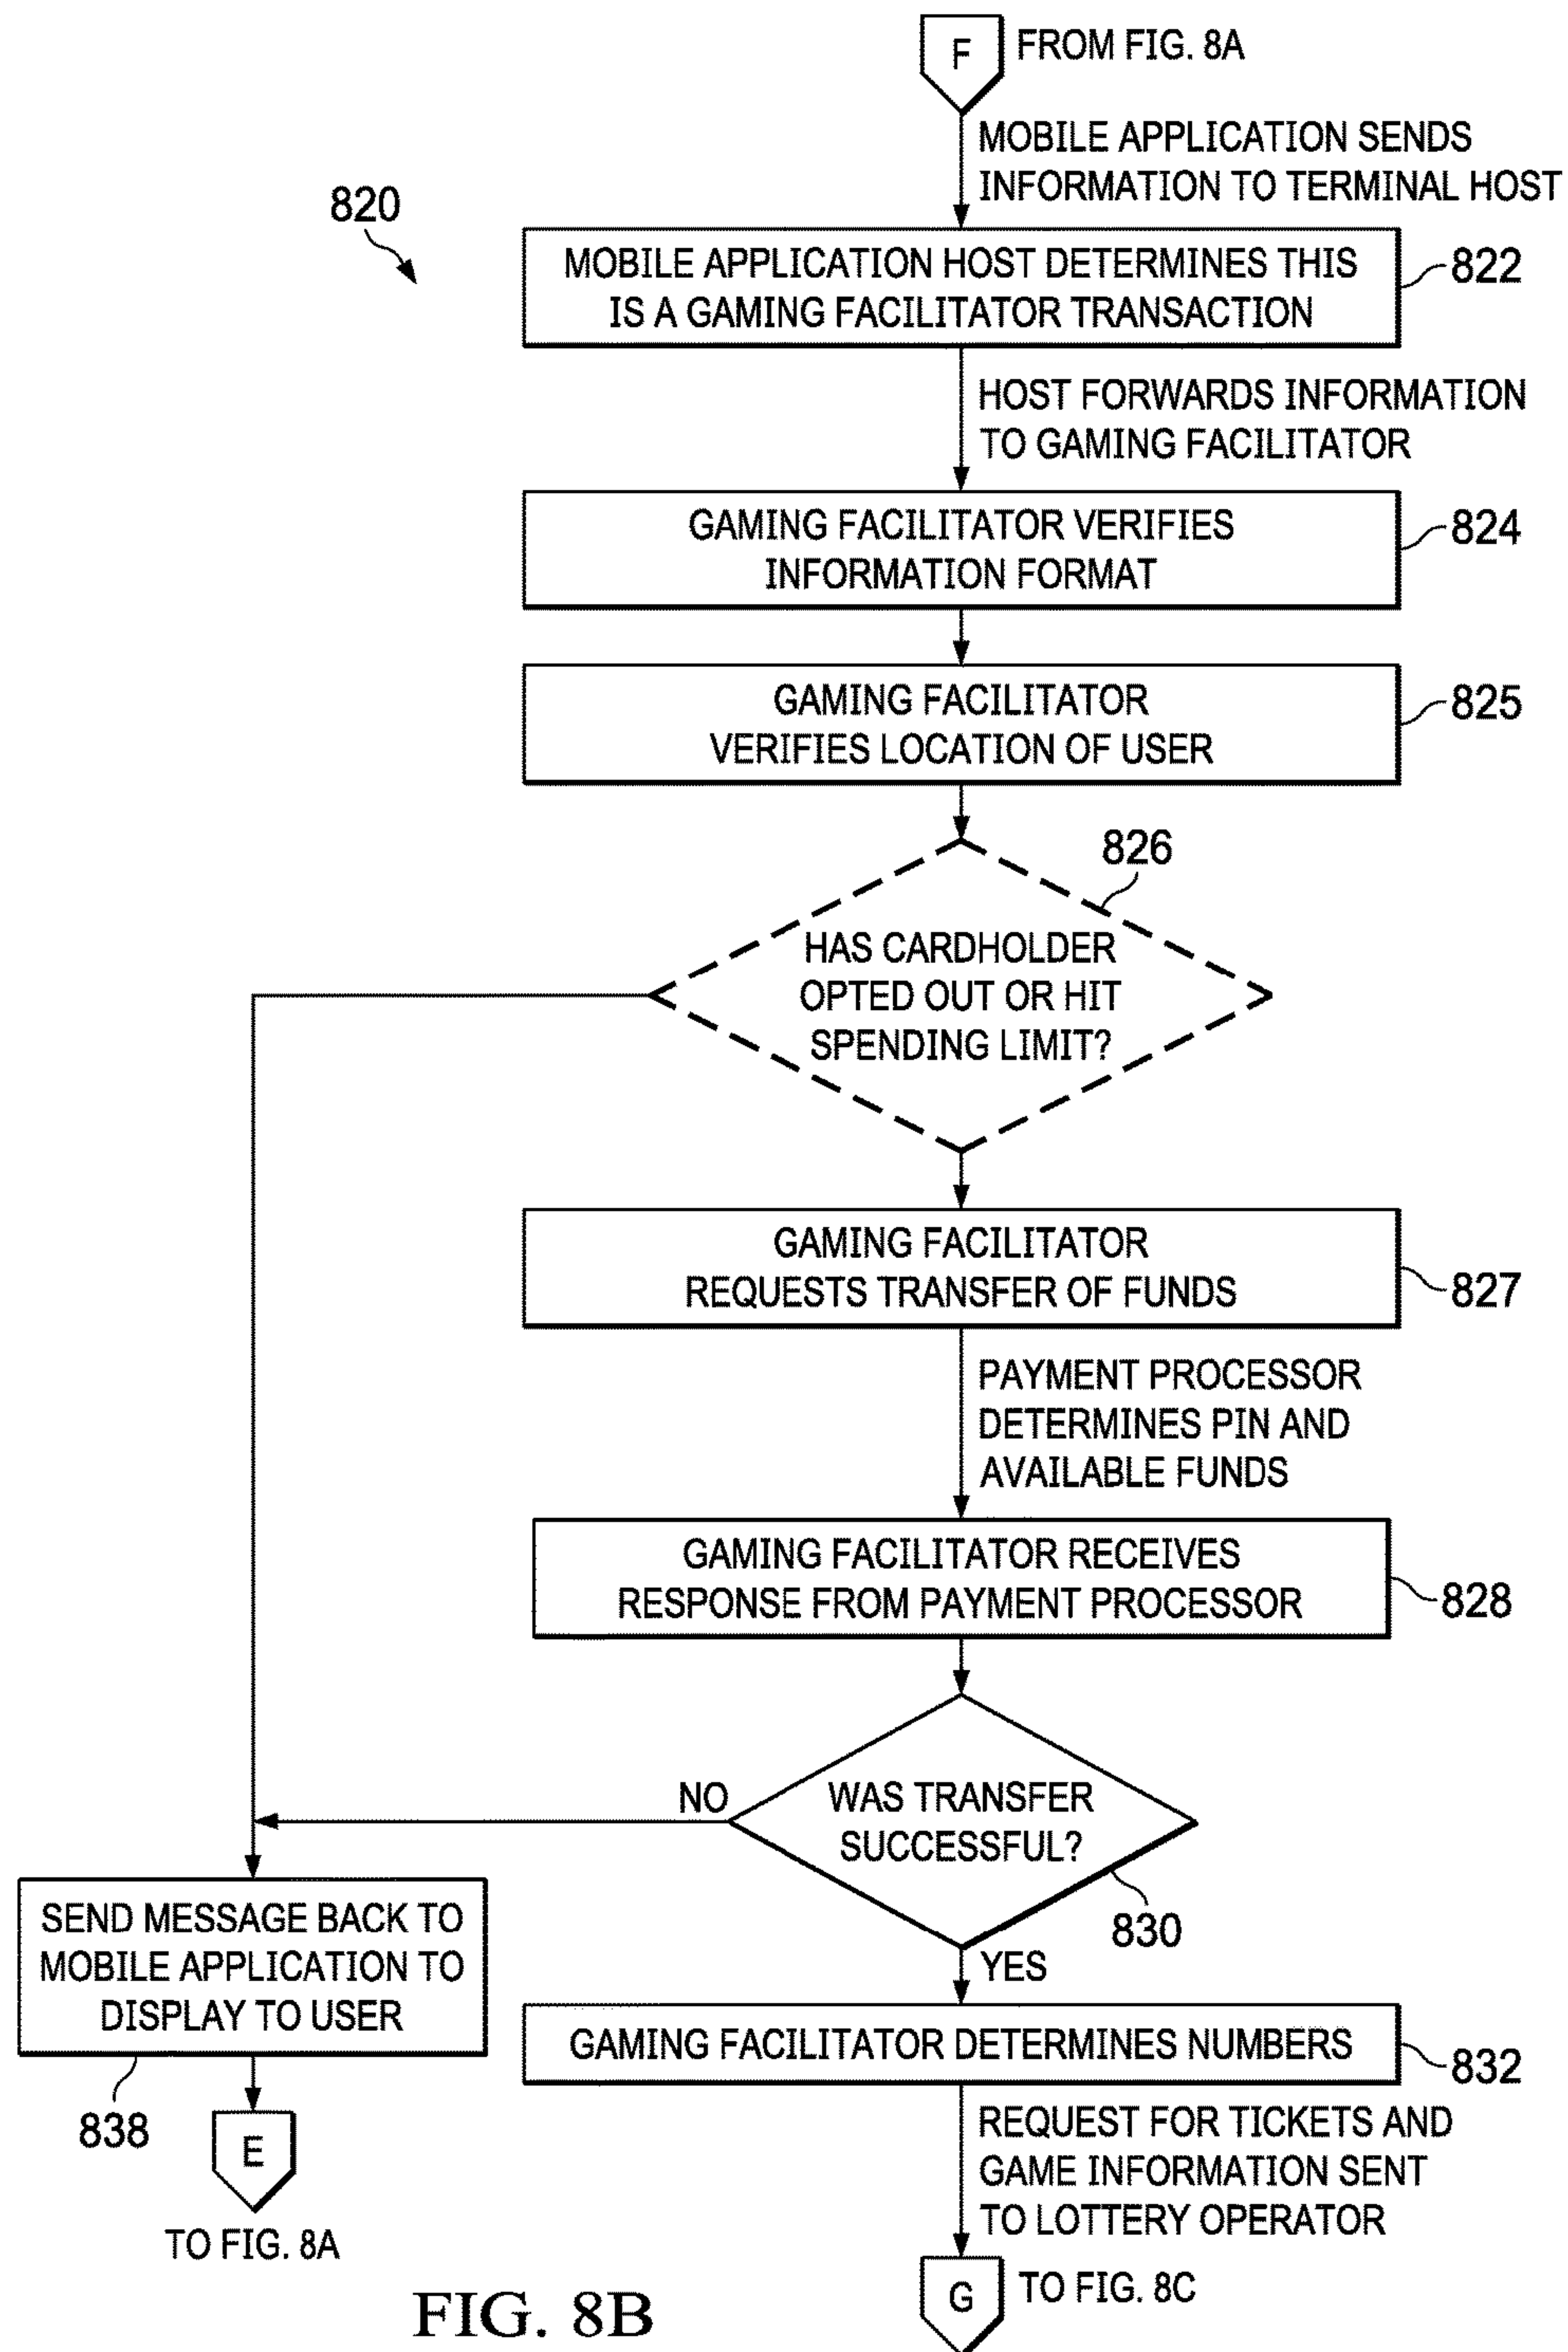 F
FROM FIG. 8A
MOBILE APPLICATION SENDS
INFORMATION TO TERMINAL HOST
820
MOBILE APPLICATION HOST DETERMINES THIS
IS A GAMING FACILITATOR TRANSACTION
822
HOST FORWARDS INFORMATION
TO GAMING FACILITATOR
GAMING FACILITATOR VERIFIES
INFORMATION FORMAT
824
GAMING FACILITATOR
VERIFIES LOCATION OF USER
825
826
HAS CARDHOLDER
OPTED OUT OR HIT
SPENDING LIMIT?
GAMING FACILITATOR
REQUESTS TRANSFER OF FUNDS
827
PAYMENT PROCESSOR
DETERMINES PIN AND
AVAILABLE FUNDS
GAMING FACILITATOR RECEIVES
RESPONSE FROM PAYMENT PROCESSOR
828
NO
WAS TRANSFER
SUCCESSFUL?
830
YES
SEND MESSAGE BACK TO
MOBILE APPLICATION TO
DISPLAY TO USER
838
E
TO FIG. 8A
GAMING FACILITATOR DETERMINES NUMBERS
832
REQUEST FOR TICKETS AND
GAME INFORMATION SENT
TO LOTTERY OPERATOR
G
TO FIG. 8C
FIG. 8B